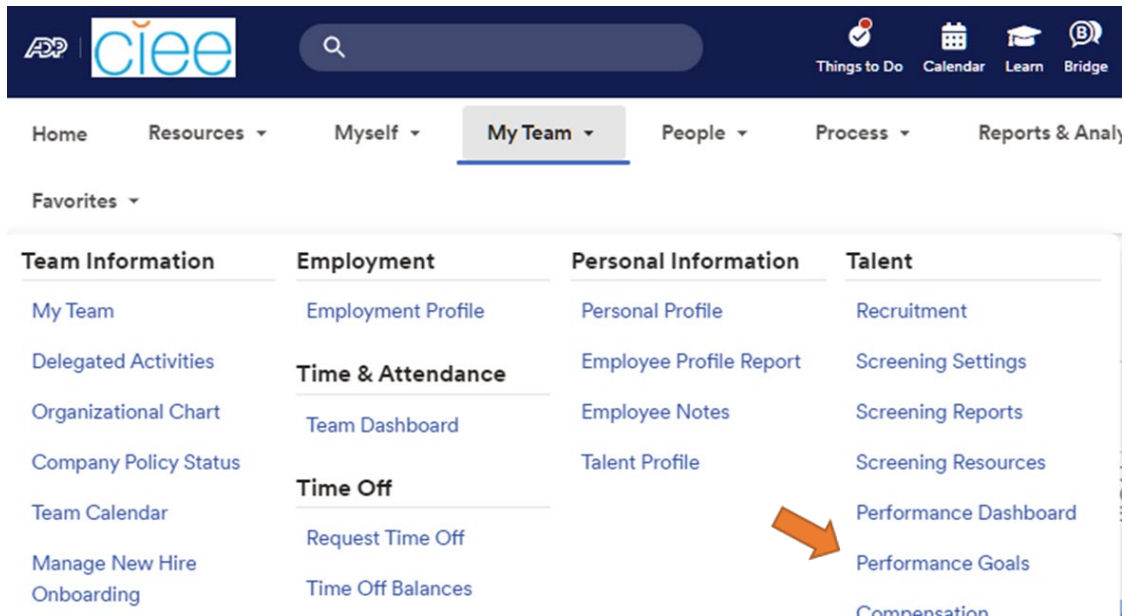 ADP ciee
Things to Do Calendar Learn Bridge
Home Resources My Team People Process Reports & Analy
Myself
Favorites
Team Information
My Team
Delegated Activities
Organizational Chart
Company Policy Status
Team Calendar
Manage New Hire
Onboarding
Employment
Employment Profile
Time & Attendance
Team Dashboard
Time Off
Request Time Off
Time Off Balances
Personal Information
Personal Profile
Employee Profile Report
Employee Notes
Talent Profile
Talent
Recruitment
Screening Settings
Screening Reports
Screening Resources
Performance Dashboard
Performance Goals
Compensation